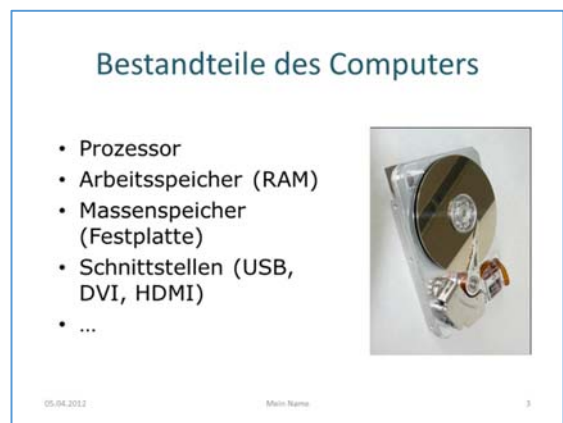 Bestandteile des Computers
• Prozessor
• Arbeitsspeicher (RAM)
• Massenspeicher
(Festplatte)
• Schnittstellen (USB,
DVI, HDMI)
• ...
05.04.2012 Mein Name 3